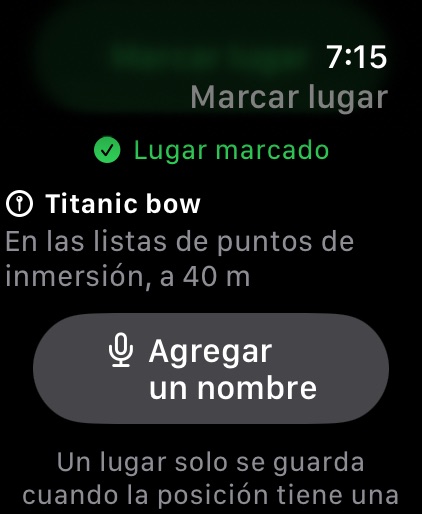 7:15
Marcar lugar
Lugar marcado
Titanic bow
En las listas de puntos de
inmersión, a 40 m
Agregar
un nombre
Un lugar solo se guarda
cuando la posición tiene una